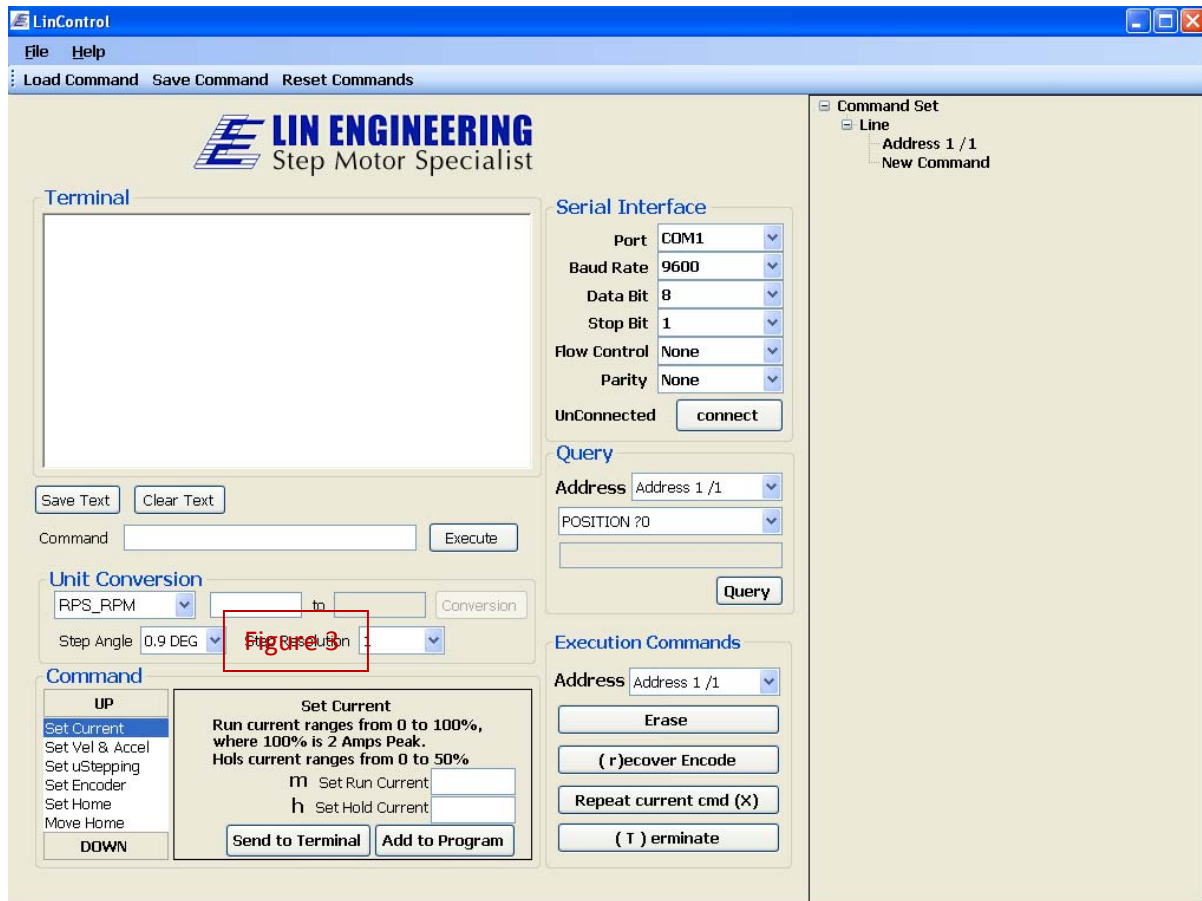 LinControl
File Help
Load Command Save Command Reset Commands
LIN ENGINEERING
Step Motor Specialist
Terminal
Save Text Clear Text
Command Execute
Unit Conversion
RPS_RPM to Conversion
Step Angle 0.9 DEG Step Resolution 1
Figure 3
Command
UP
Set Current
Set Vel & Accel
Set uStepping
Set Encoder
Set Home
Move Home
DOWN
Set Current
Run current ranges from 0 to 100%,
where 100% is 2 Amps Peak.
Hols current ranges from 0 to 50%
m Set Run Current
h Set Hold Current
Send to Terminal Add to Program
Serial Interface
Port COM1
Baud Rate 9600
Data Bit 8
Stop Bit 1
Flow Control None
Parity None
UnConnected connect
Query
Address Address 1 /1
POSITION ?0
Query
Execution Commands
Address Address 1 /1
Erase
( r)ecover Encode
Repeat current cmd (X)
( T ) erminate
Command Set
Line
Address 1 /1
New Command